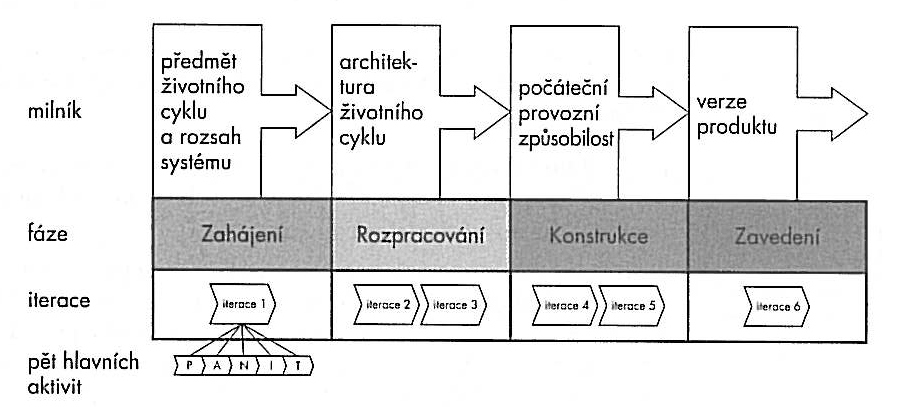 milník
předmět
životního
cyklu
a rozsah
systému
architek-
tura
životního
cyklu
počáteční
provozní
způsobilost
verze
produktu
fáze
Zahájení
Rozpracování
Konstrukce
Zavedení
iterace
iterace 1
iterace 2
iterace 3
iterace 4
iterace 5
iterace 6
pět hlavních
aktivit
P A N I T